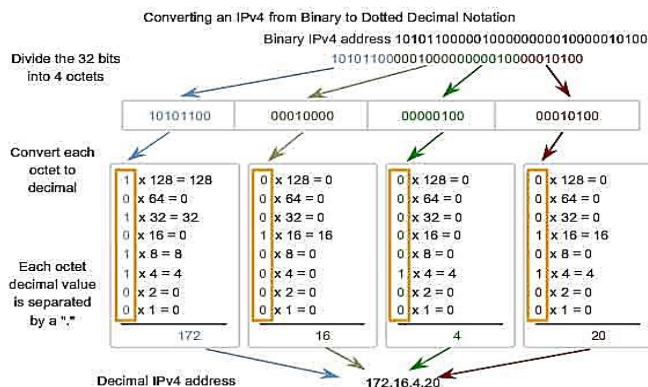 Converting an IPv4 from Binary to Dotted Decimal Notation
Binary IPv4 address 10101100000100000000010000010100
Divide the 32 bits
into 4 octets
10101100000100000000010000010100
10101100 00010000 00000100 00010100
Convert each
octet to
decimal
1 x 128 = 128
0 x 64 = 0
1 x 32 = 32
0 x 16 = 0
1 x 8 = 8
1 x 4 = 4
0 x 2 = 0
0 x 1 = 0
172
0 x 128 = 0
0 x 64 = 0
0 x 32 = 0
1 x 16 = 16
0 x 8 = 0
0 x 4 = 0
0 x 2 = 0
0 x 1 = 0
16
0 x 128 = 0
0 x 64 = 0
0 x 32 = 0
0 x 16 = 0
0 x 8 = 0
1 x 4 = 4
0 x 2 = 0
0 x 1 = 0
4
0 x 128 = 0
0 x 64 = 0
0 x 32 = 0
1 x 16 = 16
0 x 8 = 0
1 x 4 = 4
0 x 2 = 0
0 x 1 = 0
20
Each octet
decimal value
is separated
by a "."
Decimal IPv4 address 172.16.4.20